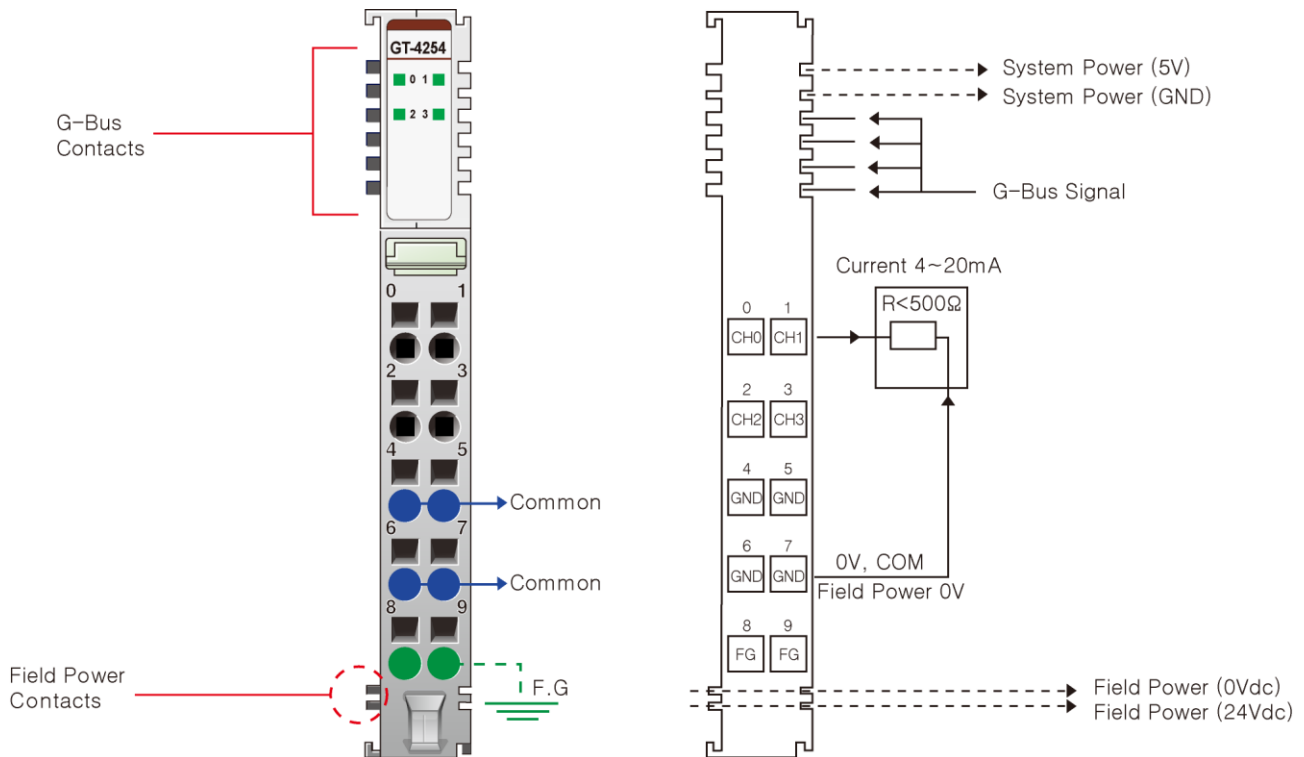 GT-4254
0 1
2 3
G-Bus
Contacts
0 1
2 3
4 5
Common
6 7
Common
8 9
F.G
Field Power
Contacts
System Power (5V)
System Power (GND)
G-Bus Signal
Current 4~20mA
R<500Ω
0 1
CH0 CH1
2 3
CH2 CH3
4 5
GND GND
6 7
GND GND
0V, COM
Field Power 0V
8 9
FG FG
Field Power (0Vdc)
Field Power (24Vdc)